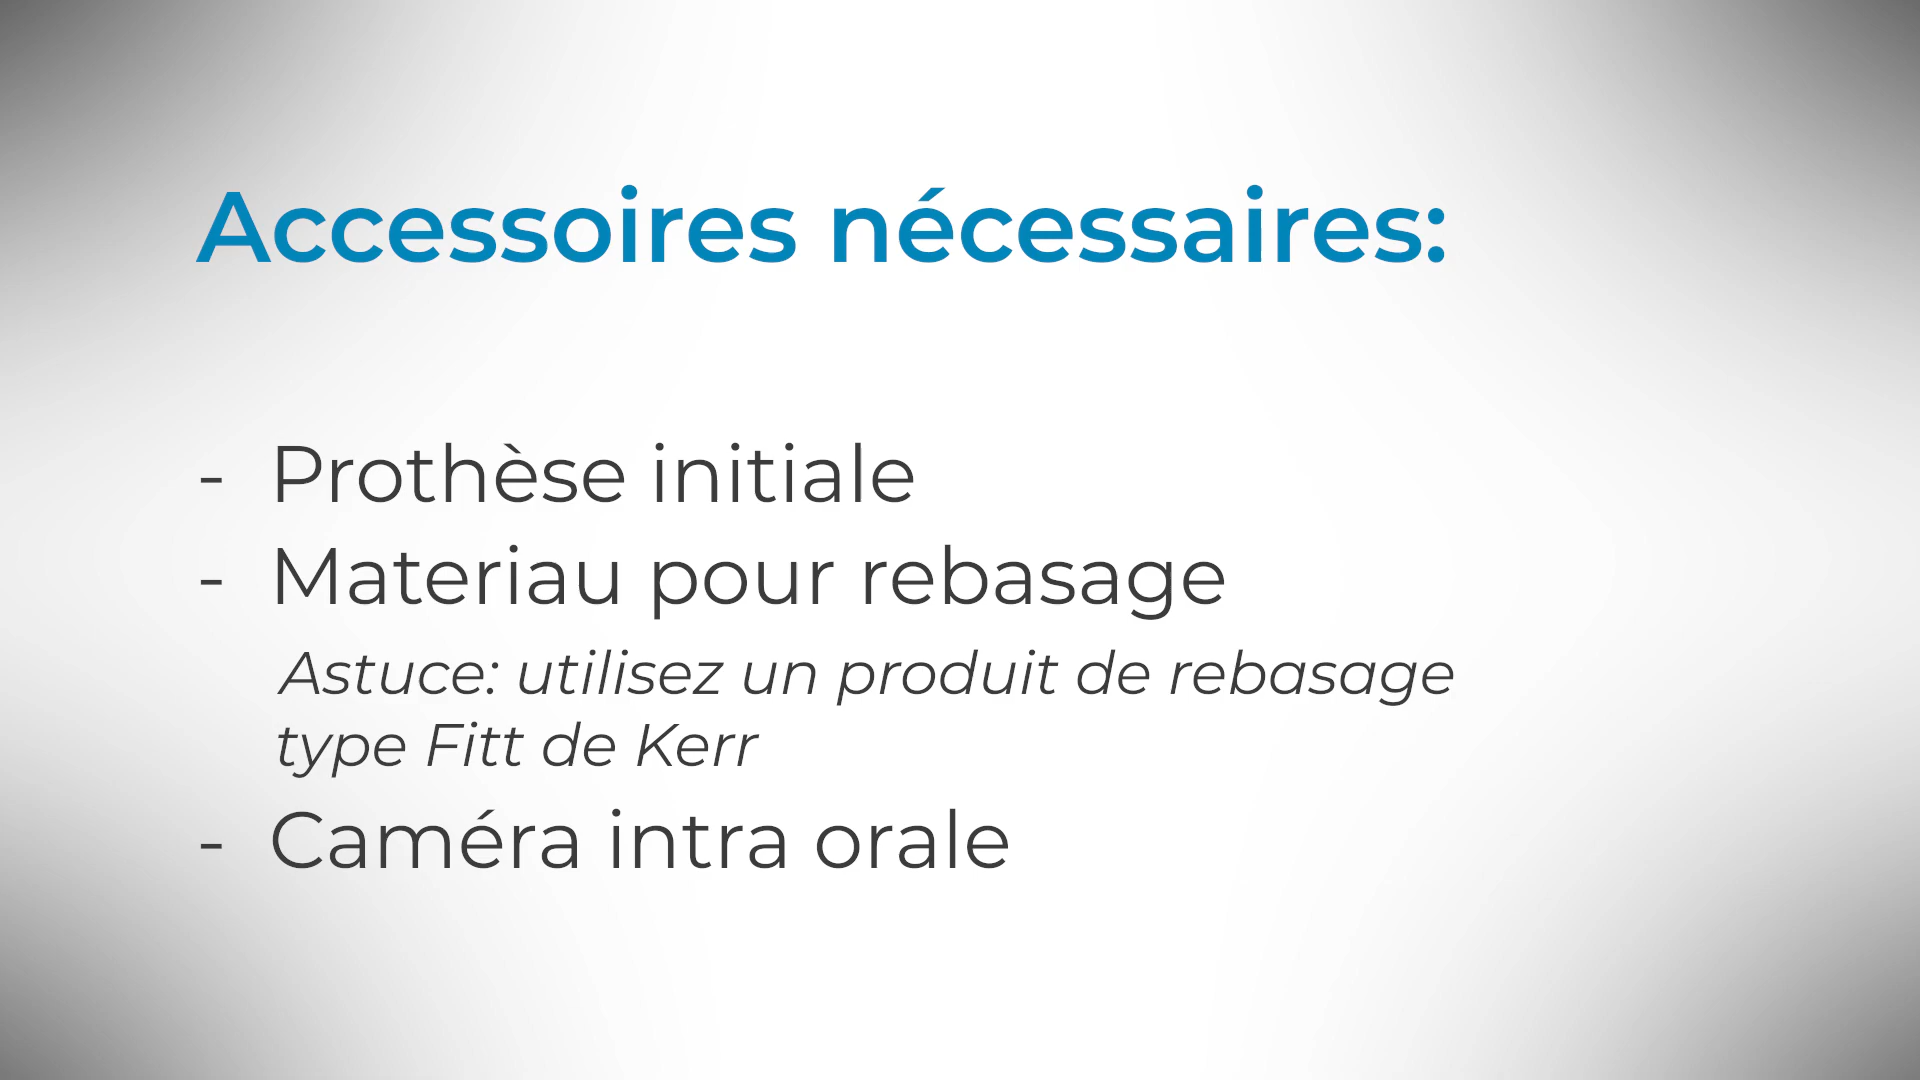 Accessoires nécessaires:
- Prothèse initiale
- Materiau pour rebasage
Astuce: utilisez un produit de rebasage
type Fitt de Kerr
- Caméra intra orale